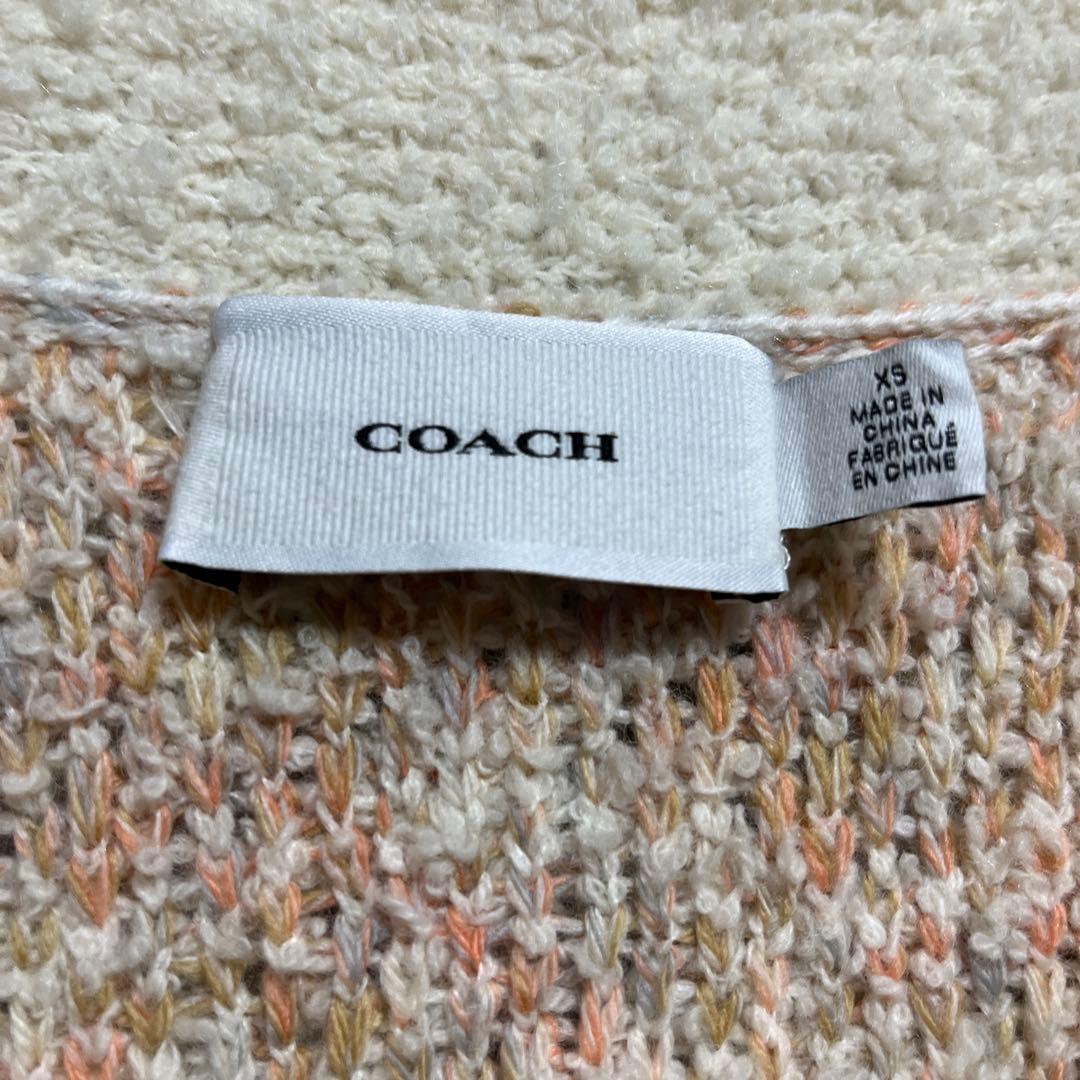 COACH
XS
MADE IN
CHINA
FABRIQUÉ
EN CHINE